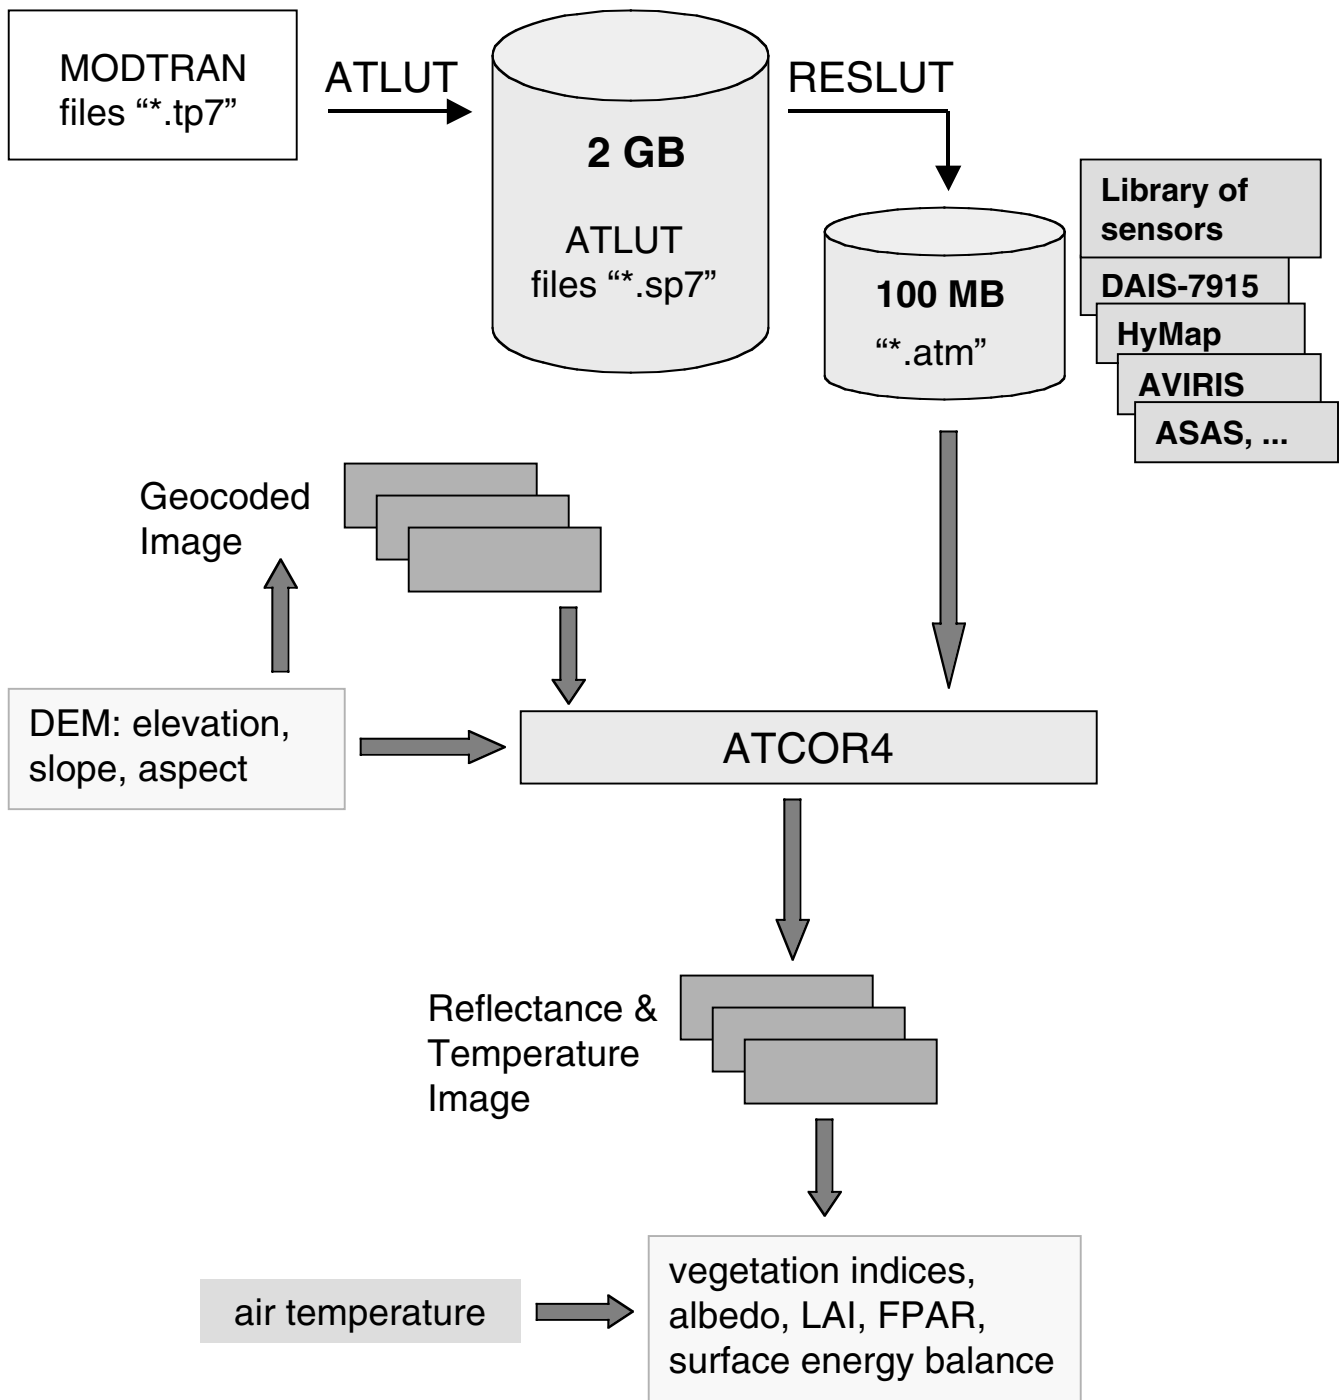 MODTRAN
files “*.tp7”
ATLUT
2 GB
ATLUT
files “*.sp7”
RESLUT
100 MB
“*.atm”
Library of
sensors
DAIS-7915
HyMap
AVIRIS
ASAS, ...
Geocoded
Image
DEM: elevation,
slope, aspect
ATCOR4
Reflectance &
Temperature
Image
air temperature
vegetation indices,
albedo, LAI, FPAR,
surface energy balance